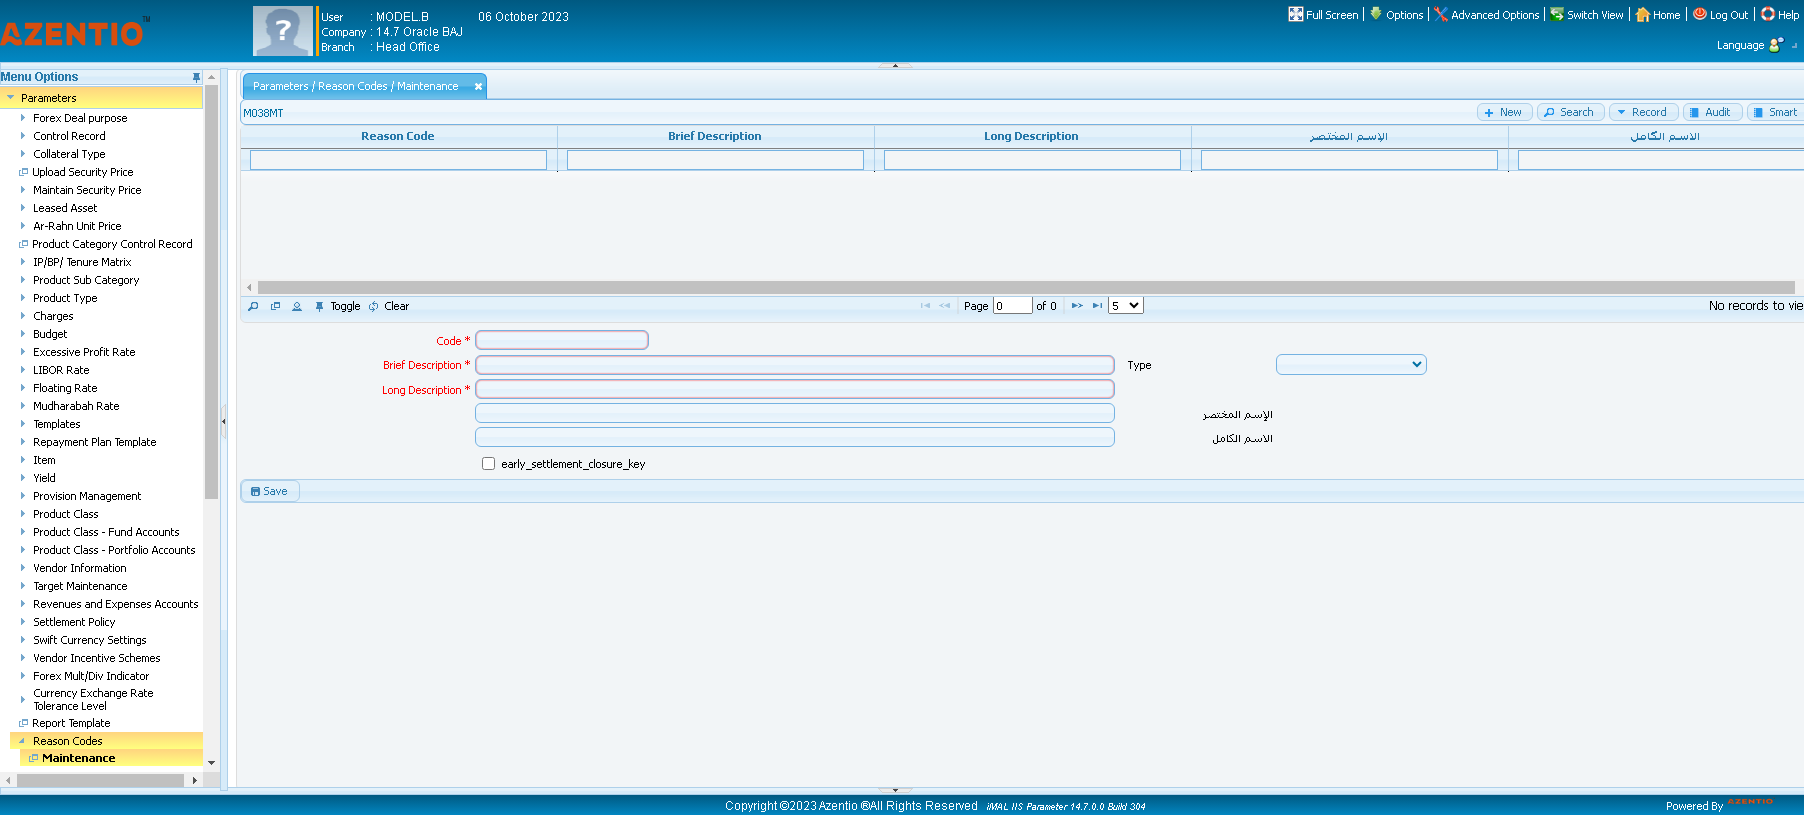 AZENTIO™
User : MODEL.B 06 October 2023
Company : 14.7 Oracle BAJ
Branch : Head Office
Full Screen Options Advanced Options Switch View Home Log Out Help
Language
Menu Options
Parameters
Forex Deal purpose
Control Record
Collateral Type
Upload Security Price
Maintain Security Price
Leased Asset
Ar-Rahn Unit Price
Product Category Control Record
IP/BP/ Tenure Matrix
Product Sub Category
Product Type
Charges
Budget
Excessive Profit Rate
LIBOR Rate
Floating Rate
Mudharabah Rate
Templates
Repayment Plan Template
Item
Yield
Provision Management
Product Class
Product Class - Fund Accounts
Product Class - Portfolio Accounts
Vendor Information
Target Maintenance
Revenues and Expenses Accounts
Settlement Policy
Swift Currency Settings
Vendor Incentive Schemes
Forex Mult/Div Indicator
Currency Exchange Rate
Tolerance Level
Report Template
Reason Codes
Maintenance
Parameters / Reason Codes / Maintenance
M038MT
New Search Record Audit Smart
Reason Code Brief Description Long Description الإسم المختصر الاسم الكامل
Toggle Clear Page 0 of 0 5 No records to vie
Code *
Brief Description * Type
Long Description *
الإسم المختصر
الاسم الكامل
early_settlement_closure_key
Save
Copyright ©2023 Azentio ®All Rights Reserved iMAL IIS Parameter 14.7.0.0 Build 304
Powered By AZENTIO